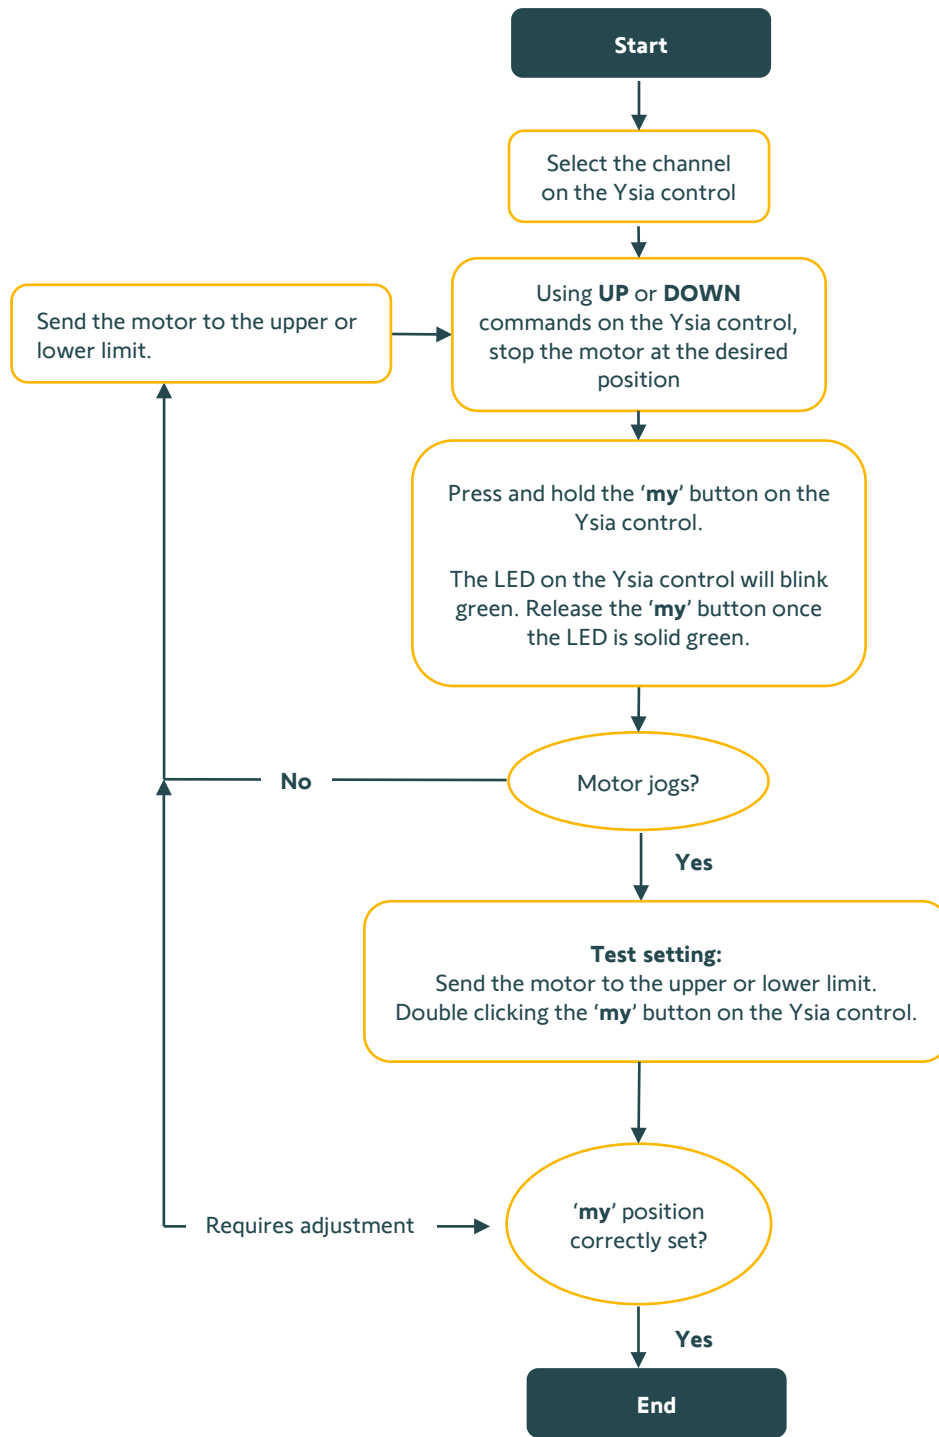 Start
Select the channel
on the Ysia control
Using UP or DOWN
commands on the Ysia control,
stop the motor at the desired
position
Send the motor to the upper or
lower limit.
Press and hold the ‘my’ button on the
Ysia control.
The LED on the Ysia control will blink
green. Release the ‘my’ button once
the LED is solid green.
Motor jogs?
No
Yes
Test setting:
Send the motor to the upper or lower limit.
Double clicking the ‘my’ button on the Ysia control.
‘my’ position
correctly set?
Requires adjustment
Yes
End